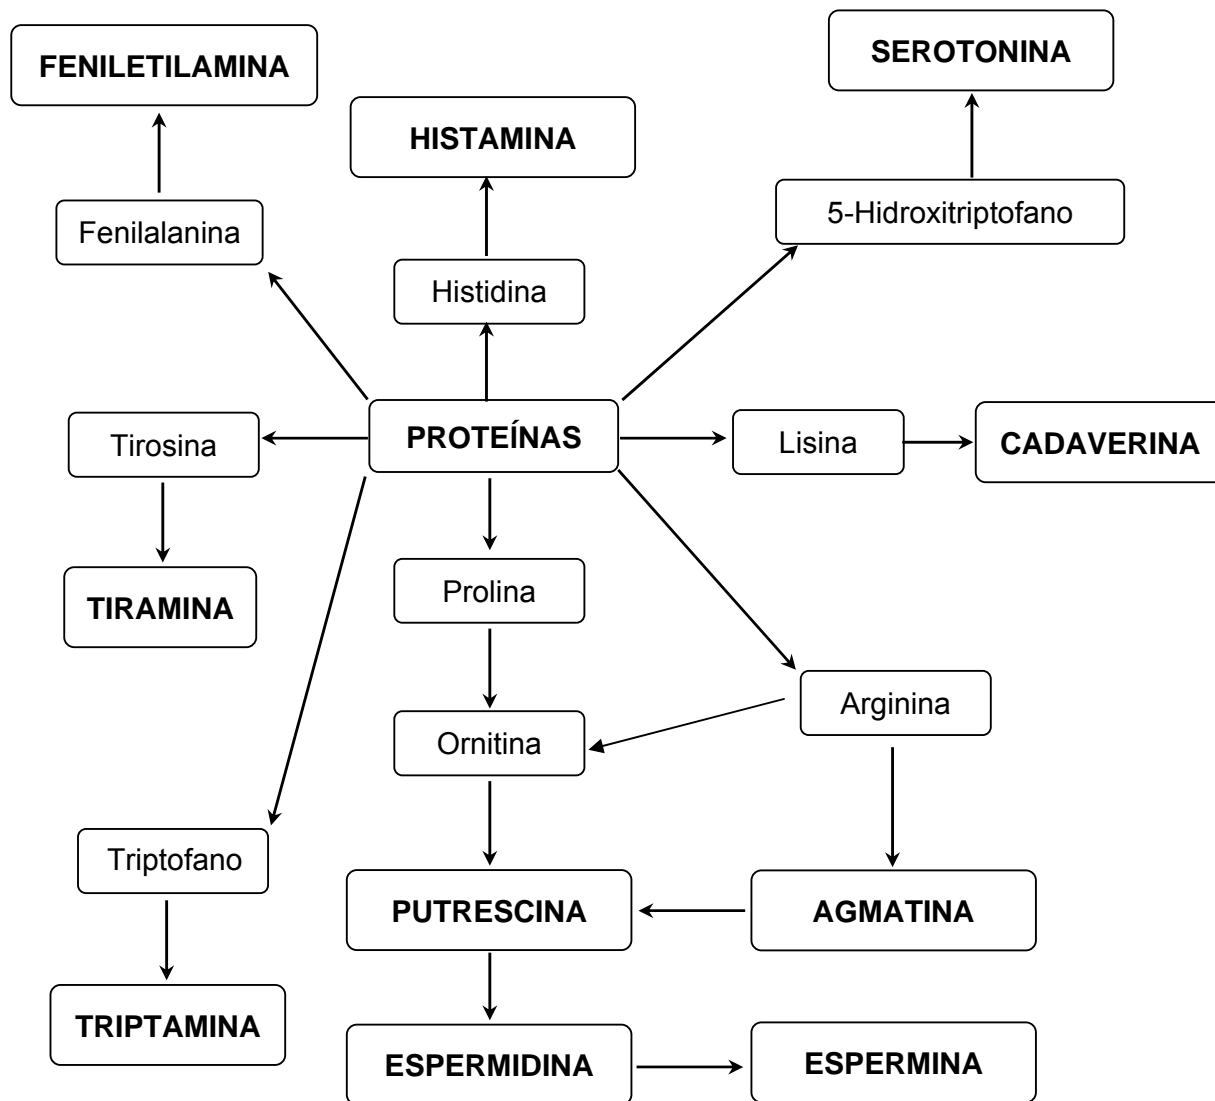 FENILETILAMINA
SEROTONINA
HISTAMINA
Fenilalanina
5-Hidroxitriptofano
Histidina
Tirosina
PROTEÍNAS
Lisina
CADAVERINA
Prolina
TIRAMINA
Arginina
Ornitina
Triptofano
PUTRESCINA
AGMATINA
TRIPTAMINA
ESPERMIDINA
ESPERMINA